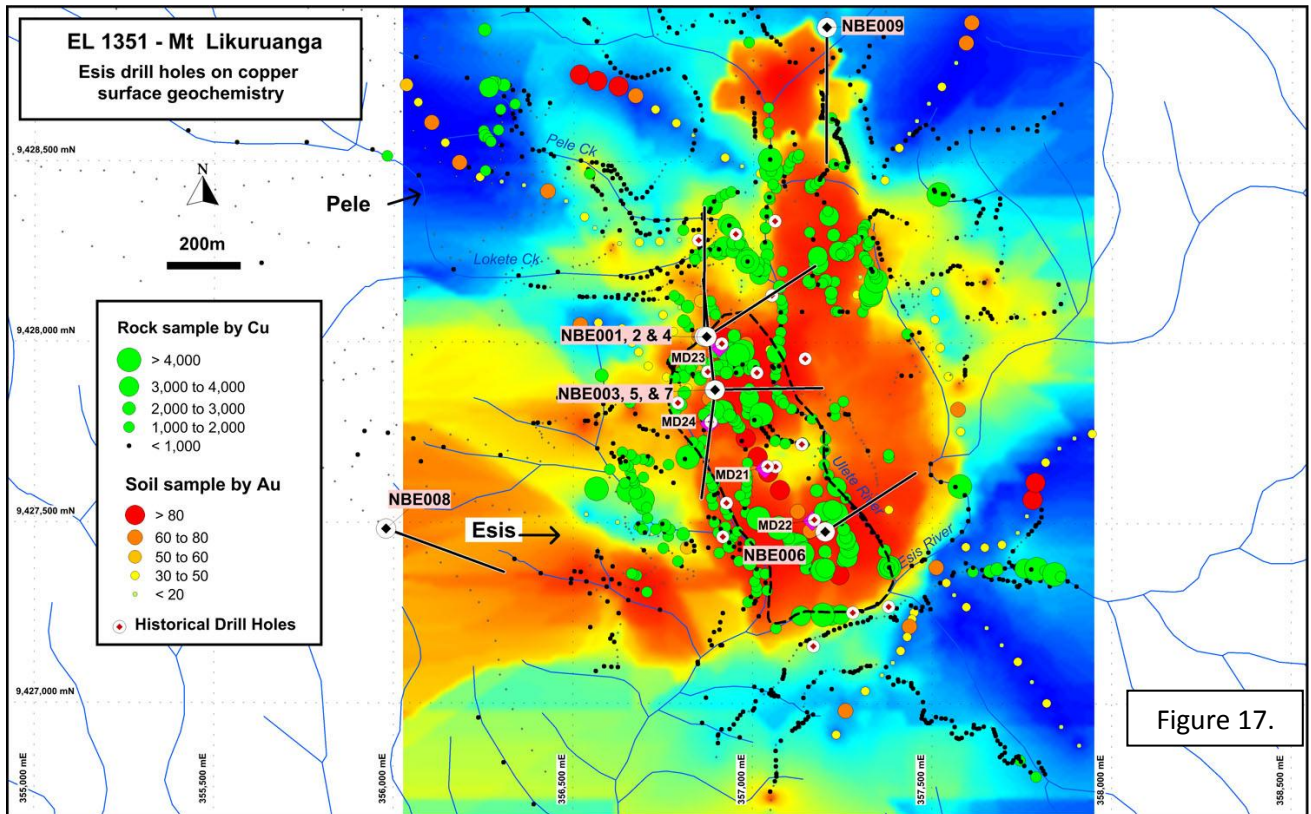 EL 1351 - Mt Likuruanga
Esis drill holes on copper
surface geochemistry
NBE009
9,428,500 mN
N
Pele Ck
Pele
200m
Lokete Ck
Rock sample by Cu
> 4,000
3,000 to 4,000
2,000 to 3,000
1,000 to 2,000
< 1,000
Soil sample by Au
> 80
60 to 80
50 to 60
30 to 50
< 20
Historical Drill Holes
9,428,000 mN
NBE001, 2 & 4
MD23
NBE003, 5, & 7
MD24
MD21
Ulete River
NBE008
9,427,500 mN
Esis
MD22
NBE006
Esis River
9,427,000 mN
Figure 17.
355,000 mE
355,500 mE
356,000 mE
356,500 mE
357,000 mE
357,500 mE
358,000 mE
358,500 mE